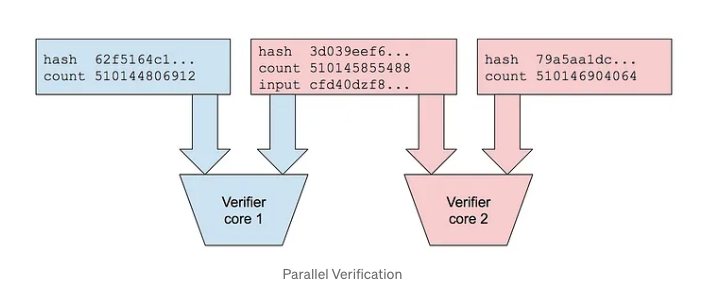 hash 62f5164c1...
count 510144806912
hash 3d039eef6...
count 510145855488
input cfd40dzf8...
hash 79a5aa1dc...
count 510146904064
Verifier
core 1
Verifier
core 2
Parallel Verification